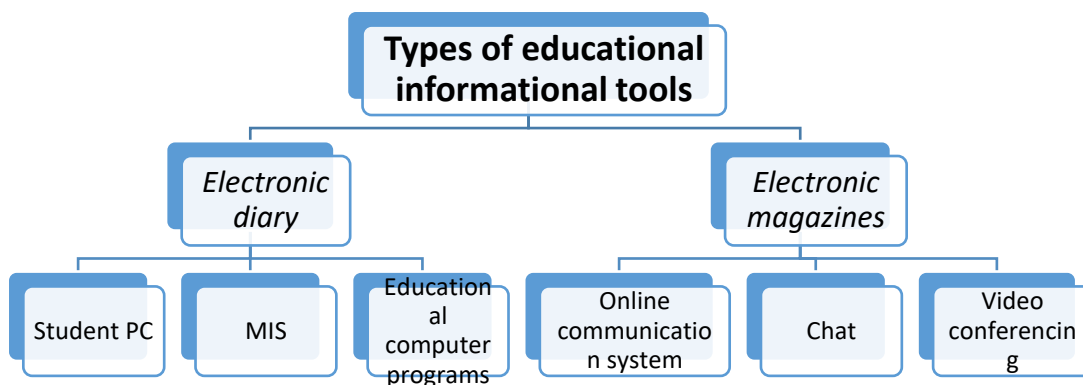 Types of educational
informational tools
Electronic
diary
Electronic
magazines
Student PC
MIS
Education
al
computer
programs
Online
communicatio
n system
Chat
Video
conferencin
g